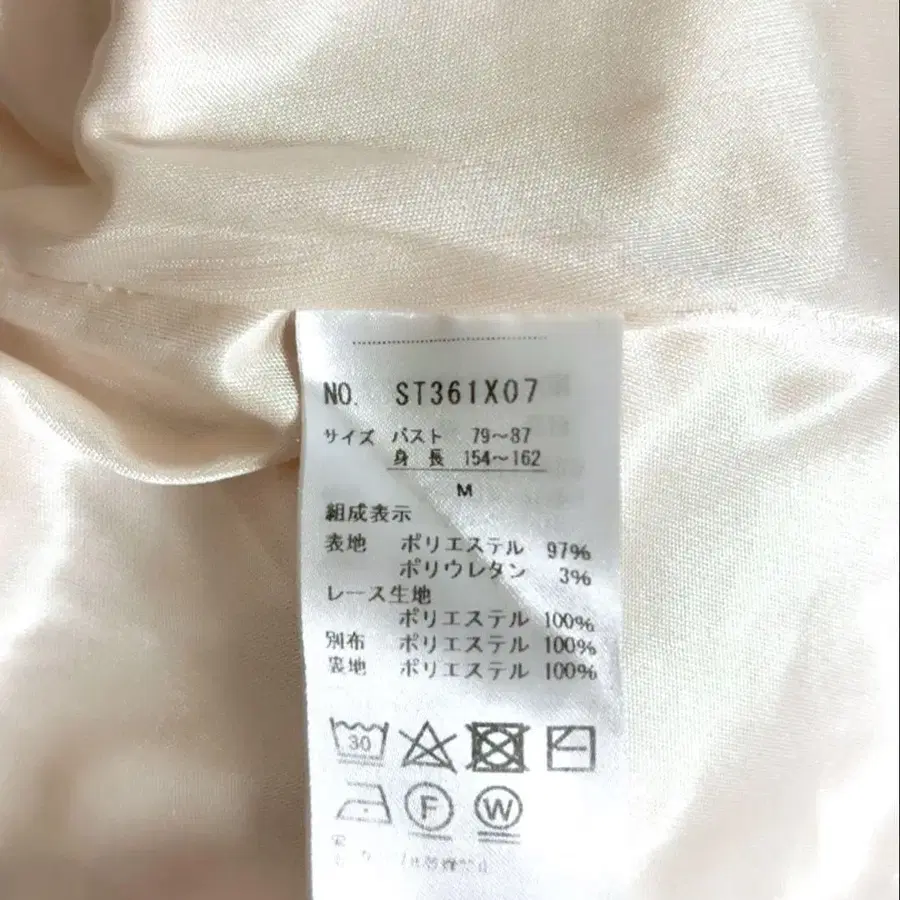 NO. ST361X07
サイズ バスト 79～87
身長 154～162
M
組成表示
表地 ポリエステル 97%
ポリウレタン 3%
レース生地
ポリエステル 100%
別布 ポリエステル 100%
裏地 ポリエステル 100%
30
F W